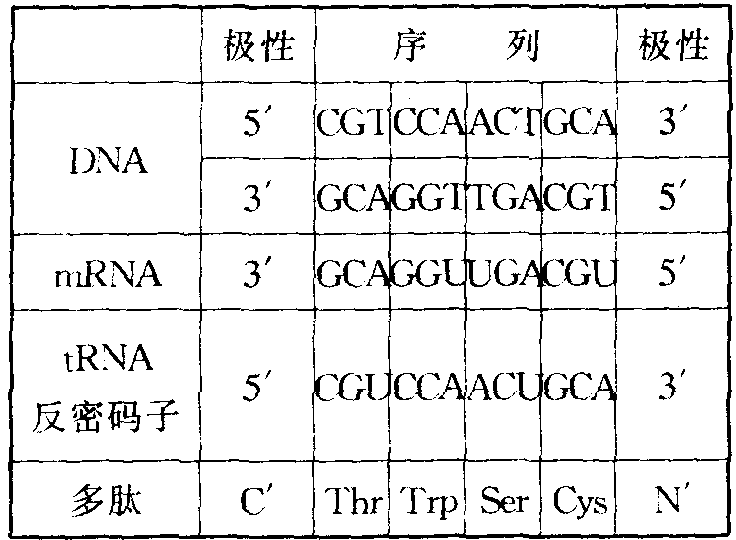 极性 序列 极性
DNA 5′ CGT CCA ACT GCA 3′
3′ GCA GGT TGA CGT 5′
mRNA 3′ GCA GGU UGA CGU 5′
tRNA
反密码子 5′ CGU CCA ACU GCA 3′
多肽 C′ Thr Trp Ser Cys N′